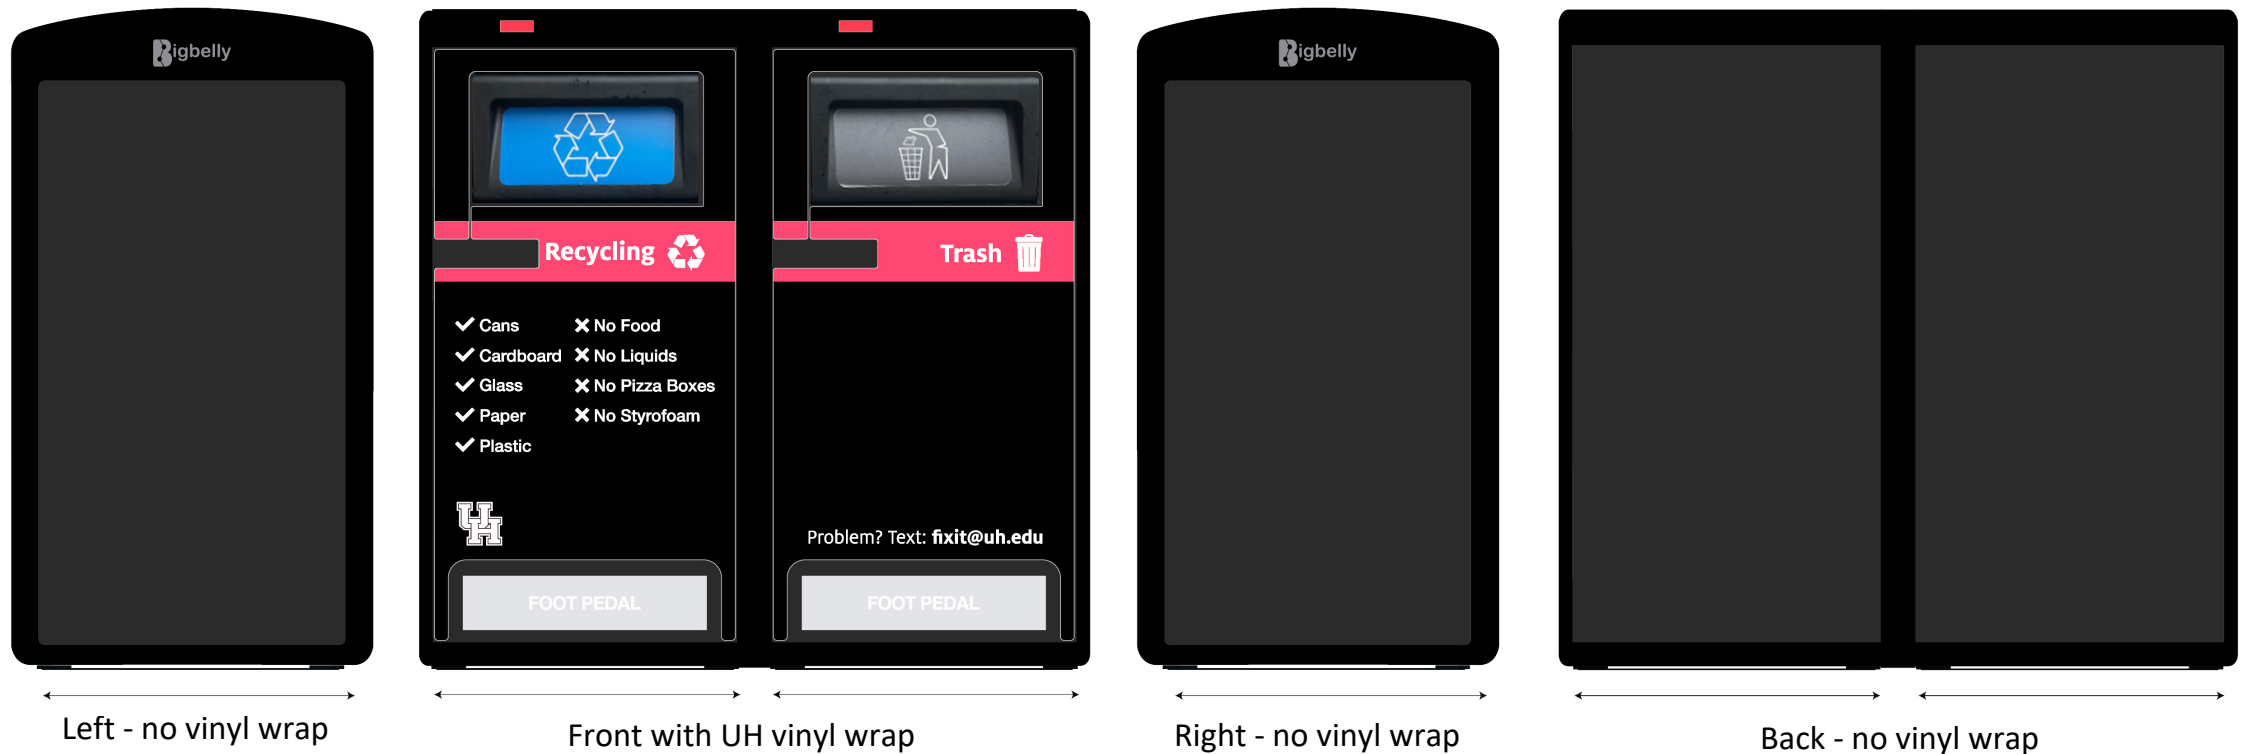 Bigbelly
Recycling
Cans
Cardboard
Glass
Paper
Plastic
No Food
No Liquids
No Pizza Boxes
No Styrofoam
UH
FOOT PEDAL
Trash
Problem? Text: fixit@uh.edu
FOOT PEDAL
Bigbelly
Left - no vinyl wrap
Front with UH vinyl wrap
Right - no vinyl wrap
Back - no vinyl wrap